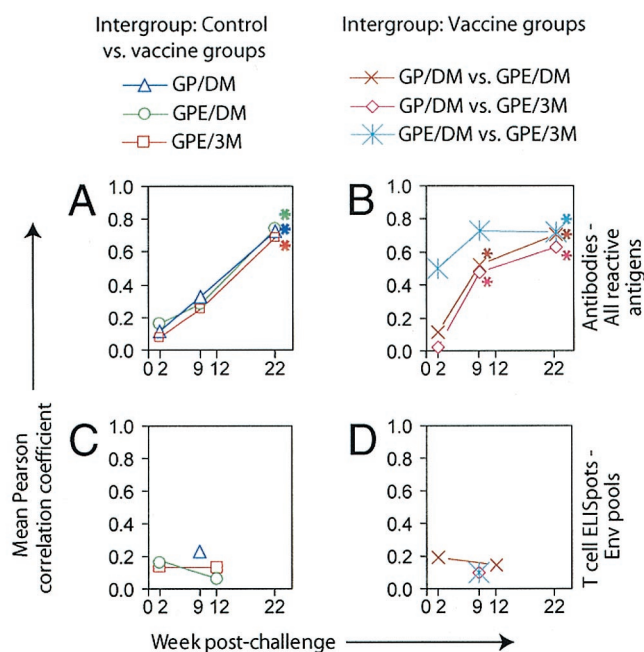 Intergroup: Control
vs. vaccine groups
GP/DM
GPE/DM
GPE/3M
Intergroup: Vaccine groups
GP/DM vs. GPE/DM
GP/DM vs. GPE/3M
GPE/DM vs. GPE/3M
A
1.0
0.8
0.6
0.4
0.2
0.0
0 2 9 22
* * *
B
1.0
0.8
0.6
0.4
0.2
0.0
0 2 9 22
* *
* * *
Antibodies -
All reactive
antigens
C
1.0
0.8
0.6
0.4
0.2
0.0
0 2 9 12 22
D
1.0
0.8
0.6
0.4
0.2
0.0
0 2 9 12 22
T cell ELISpots -
Env pools
Mean Pearson
correlation coefficient
Week post-challenge